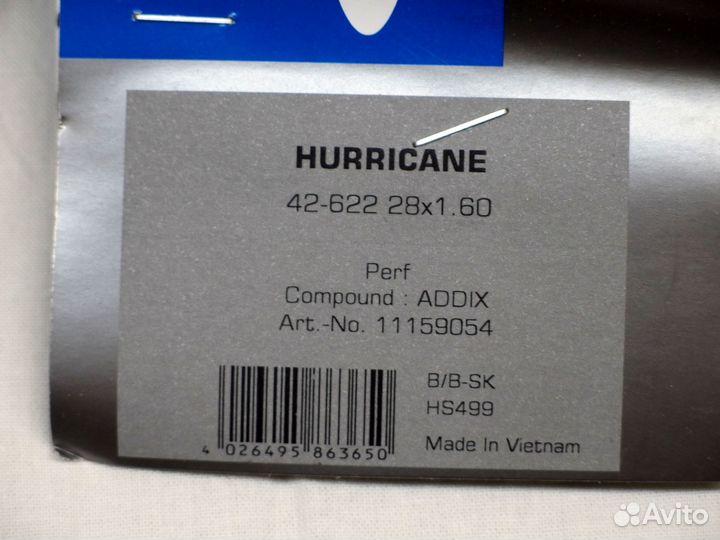 HURRICANE
42-622 28x1.60
Perf
Compound : ADDIX
Art.-No. 11159054
B/B-SK
HS499
Made In Vietnam
4 026495 863650
Avito